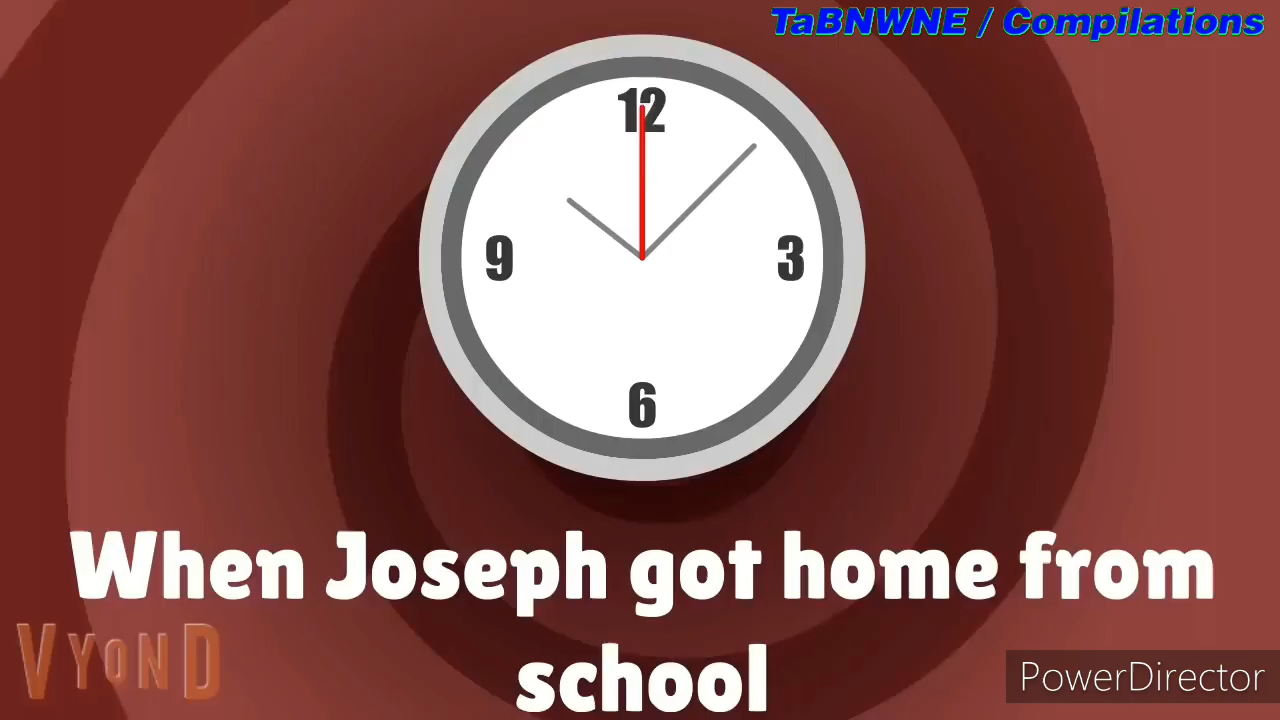 TaBNWNE / Compilations
12
9
3
6
When Joseph got home from
school
VYOND
PowerDirector